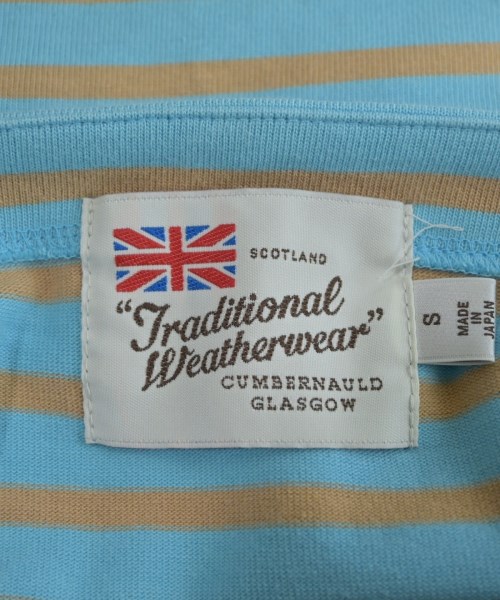 SCOTLAND
"Traditional
Weatherwear"
CUMBERNAULD
GLASGOW
S
MADE
IN
JAPAN